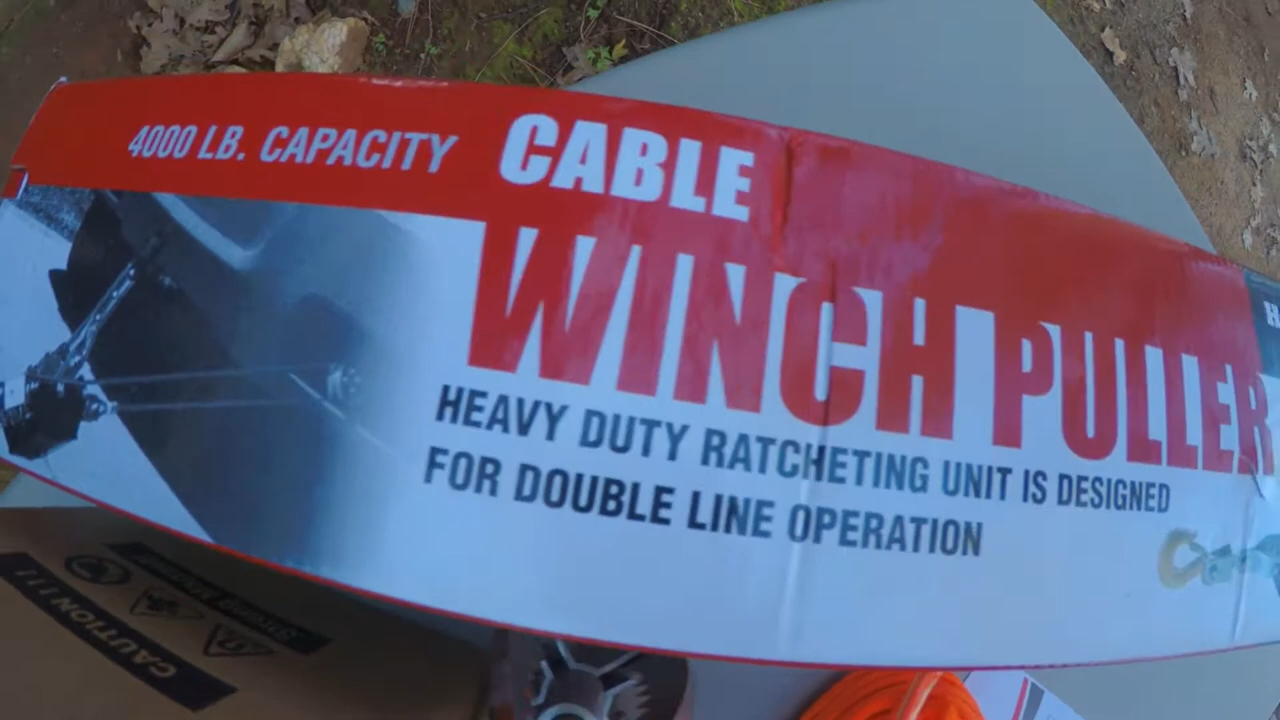 4000 LB. CAPACITY
CABLE
WINCH PULLER
HEAVY DUTY RATCHETING UNIT IS DESIGNED
FOR DOUBLE LINE OPERATION
CAUTION!!!